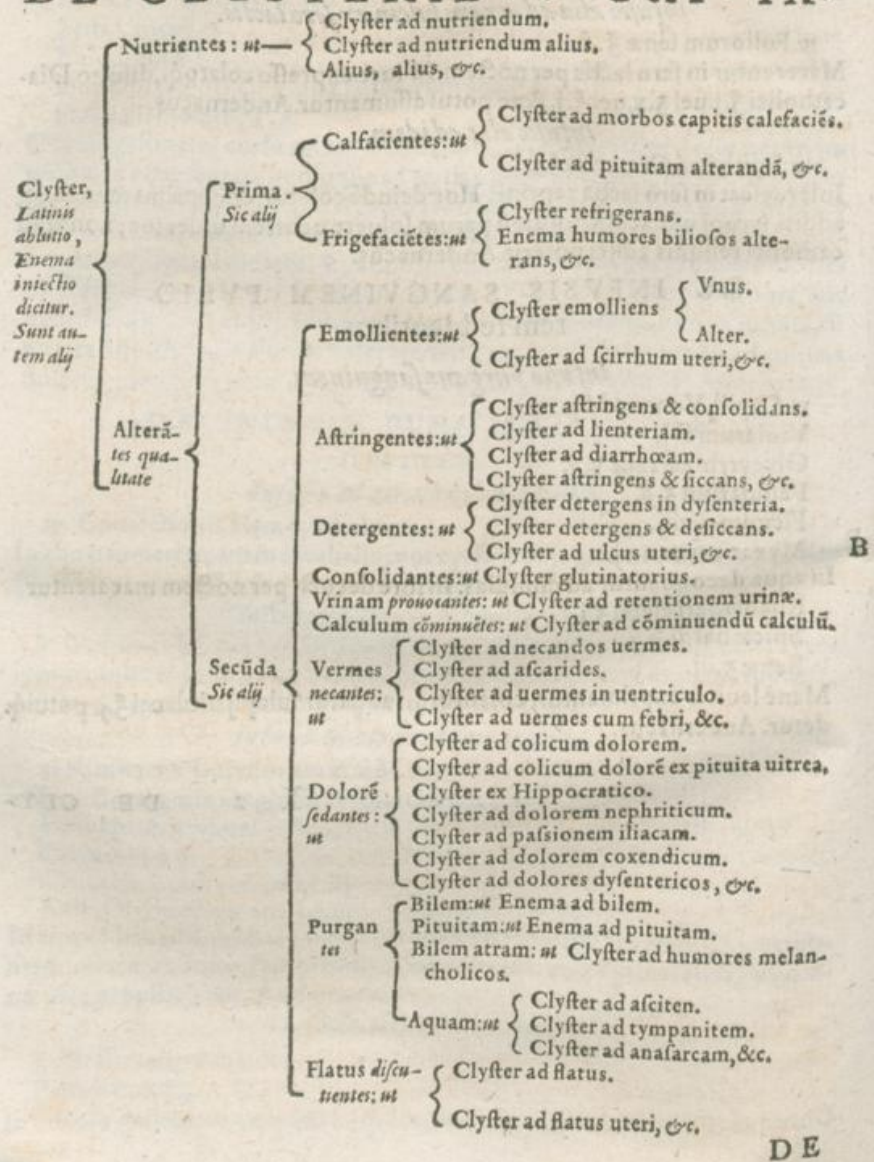 Nutrientes: ut
Clyſter ad nutriendum.
Clyſter ad nutriendum alius.
Alius, alius, &c.
Clyſter,
Latinis
ablutio,
Enema
iniectio
dicitur.
Sunt au-
tem alij
Prima.
Sic alij
Calfacientes: ut
Clyſter ad morbos capitis calefaciẽs.
Clyſter ad pituitam alterandã, &c.
Frigefaciẽtes: ut
Clyſter refrigerans.
Enema humores bilioſos alte-
rans, &c.
Alterã-
tes qua-
litate
Secũda
Sic alij
Emollientes: ut
Clyſter emolliens
Vnus.
Alter.
Clyſter ad ſcirrhum uteri, &c.
Aſtringentes: ut
Clyſter aſtringens & conſolidans.
Clyſter ad lienteriam.
Clyſter ad diarrhœam.
Clyſter aſtringens & ſiccans, &c.
Detergentes: ut
Clyſter detergens in dyſenteria.
Clyſter detergens & deſiccans.
Clyſter ad ulcus uteri, &c.
B
Conſolidantes: ut Clyſter glutinatorius.
Vrinam prouocantes: ut Clyſter ad retentionem urinæ.
Calculum cõminuẽtes: ut Clyſter ad cõminuendũ calculũ.
Vermes
necantes:
ut
Clyſter ad necandos uermes.
Clyſter ad aſcarides.
Clyſter ad uermes in uentriculo.
Clyſter ad uermes cum febri, &c.
Dolorẽ
ſedantes:
ut
Clyſter ad colicum dolorem.
Clyſter ad colicum dolorẽ ex pituita uitrea.
Clyſter ex Hippocratico.
Clyſter ad dolorem nephriticum.
Clyſter ad paſsionem iliacam.
Clyſter ad dolorem coxendicum.
Clyſter ad dolores dyſentericos, &c.
Purgan
tes
Bilem: ut Enema ad bilem.
Pituitam: ut Enema ad pituitam.
Bilem atram: ut Clyſter ad humores melan-
cholicos.
Aquam: ut
Clyſter ad aſciten.
Clyſter ad tympanitem.
Clyſter ad anaſarcam, &c.
Flatus diſcu-
tientes: ut
Clyſter ad flatus.
Clyſter ad flatus uteri, &c.
DE